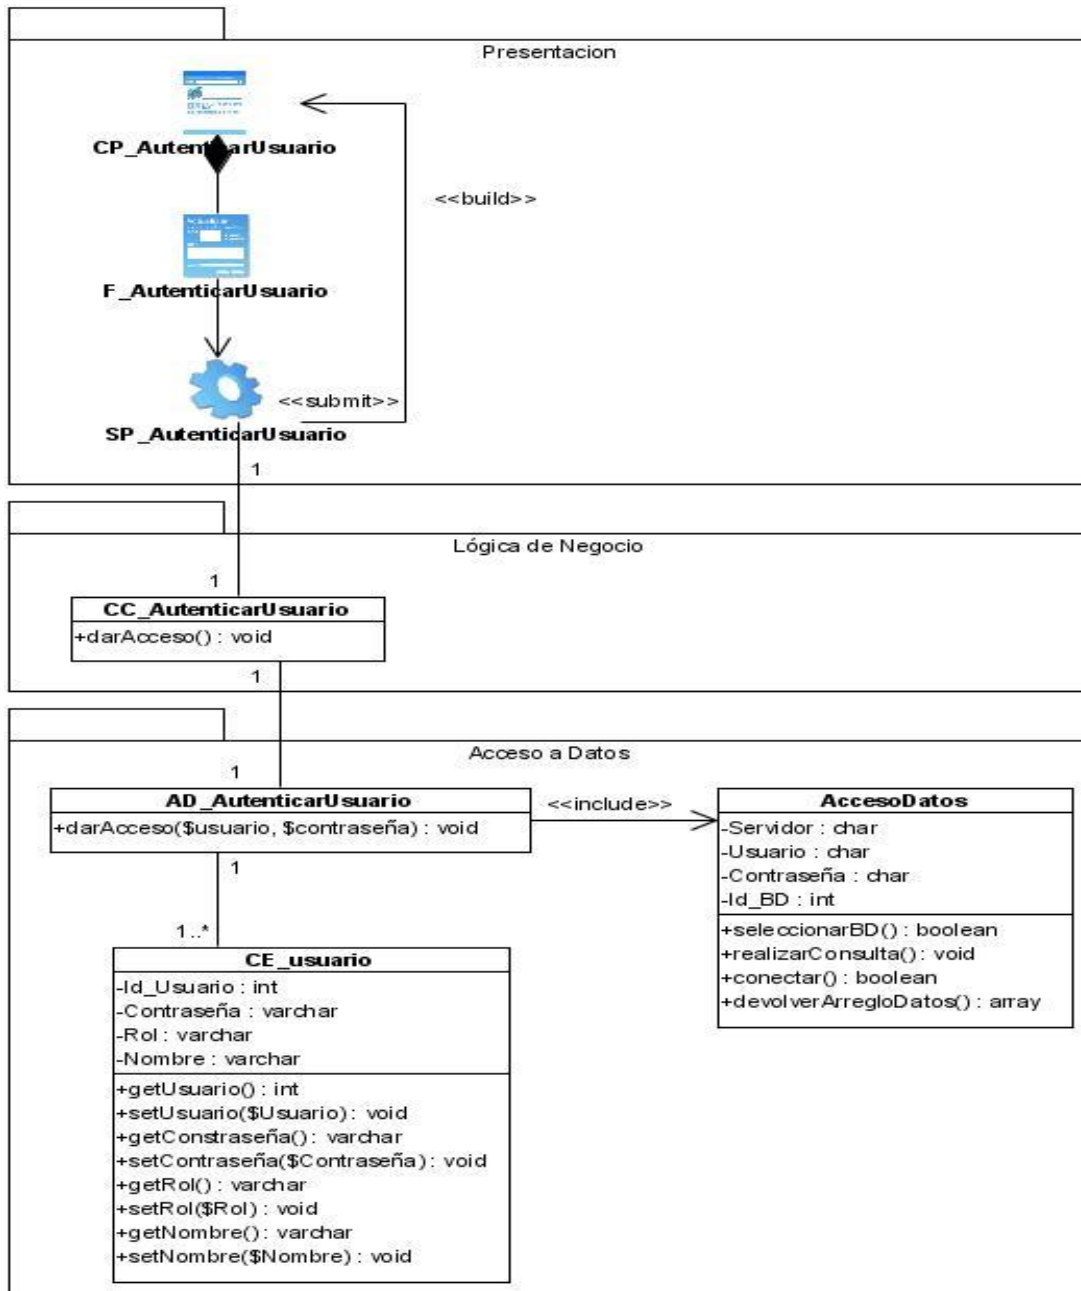 Presentacion
CP_AutenticarUsuario
<<build>>
F_AutenticarUsuario
<<submit>>
SP_AutenticarUsuario
1
Lógica de Negocio
1
CC_AutenticarUsuario
+darAcceso() : void
1
Acceso a Datos
1
AD_AutenticarUsuario
+darAcceso($usuario, $contraseña) : void
<<include>>
AccesoDatos
-Servidor : char
-Usuario : char
-Contraseña : char
-Id_BD : int
+seleccionarBD() : boolean
+realizarConsulta() : void
+conectar() : boolean
+devolverArregloDatos() : array
1
1..*
CE_usuario
-Id_Usuario : int
-Contraseña : varchar
-Rol : varchar
-Nombre : varchar
+getUsuario() : int
+setUsuario($Usuario) : void
+getConstraseña() : varchar
+setContraseña($Contraseña) : void
+getRol() : varchar
+setRol($Rol) : void
+getNombre() : varchar
+setNombre($Nombre) : void